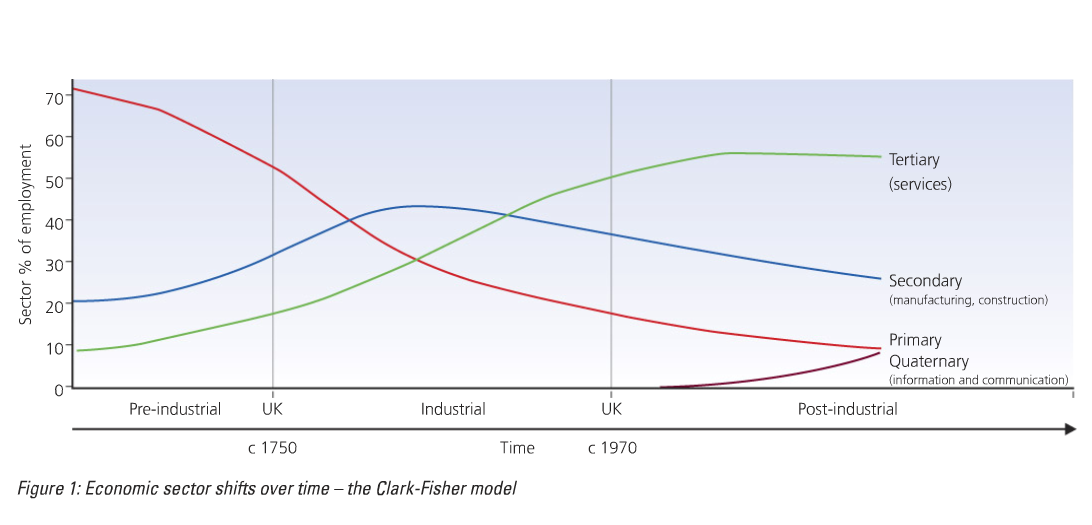 Sector % of employment
70
60
50
40
30
20
10
0
Tertiary
(services)
Secondary
(manufacturing, construction)
Primary
Quaternary
(information and communication)
Pre-industrial UK Industrial UK Post-industrial
c 1750 Time c 1970
Figure 1: Economic sector shifts over time – the Clark-Fisher model